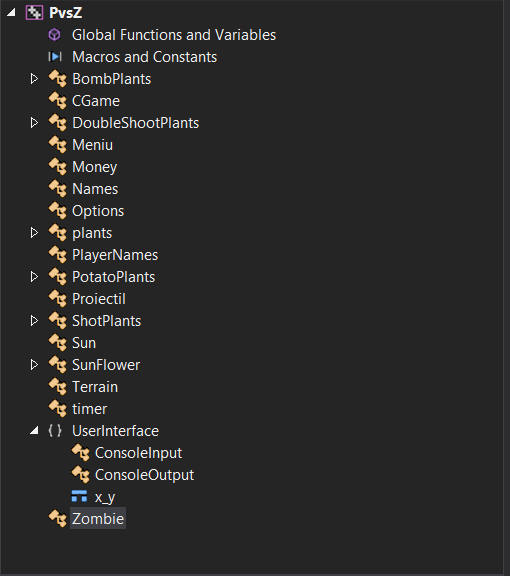 PvsZ
Global Functions and Variables
Macros and Constants
BombPlants
CGame
DoubleShootPlants
Meniu
Money
Names
Options
plants
PlayerNames
PotatoPlants
Proiectil
ShotPlants
Sun
SunFlower
Terrain
timer
{ } UserInterface
ConsoleInput
ConsoleOutput
x_y
Zombie